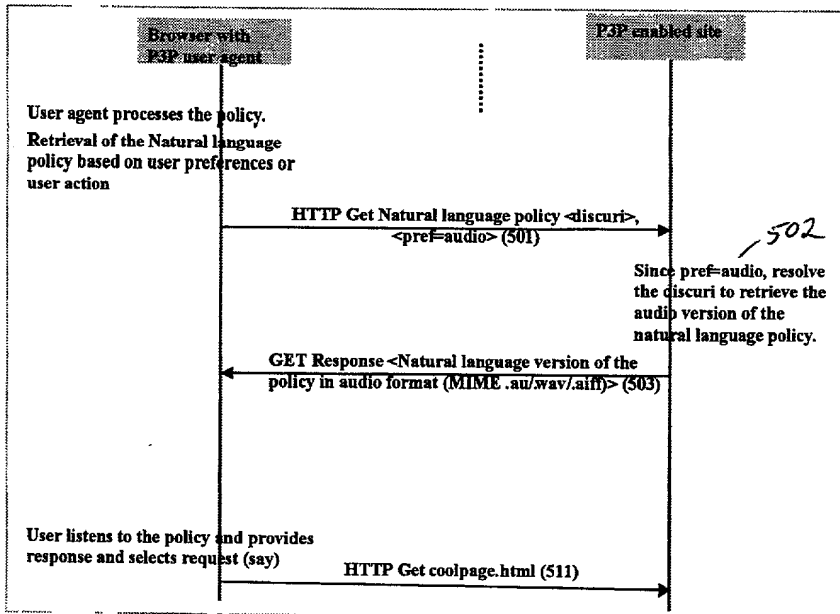 Browser with
P3P user agent
P3P enabled site
User agent processes the policy.
Retrieval of the Natural language
policy based on user preferences or
user action
HTTP Get Natural language policy <discuri>,
<pref=audio> (501)
502
Since pref=audio, resolve
the discuri to retrieve the
audio version of the
natural language policy.
GET Response <Natural language version of the
policy in audio format (MIME .au/.wav/.aiff)> (503)
User listens to the policy and provides
response and selects request (say)
HTTP Get coolpage.html (511)